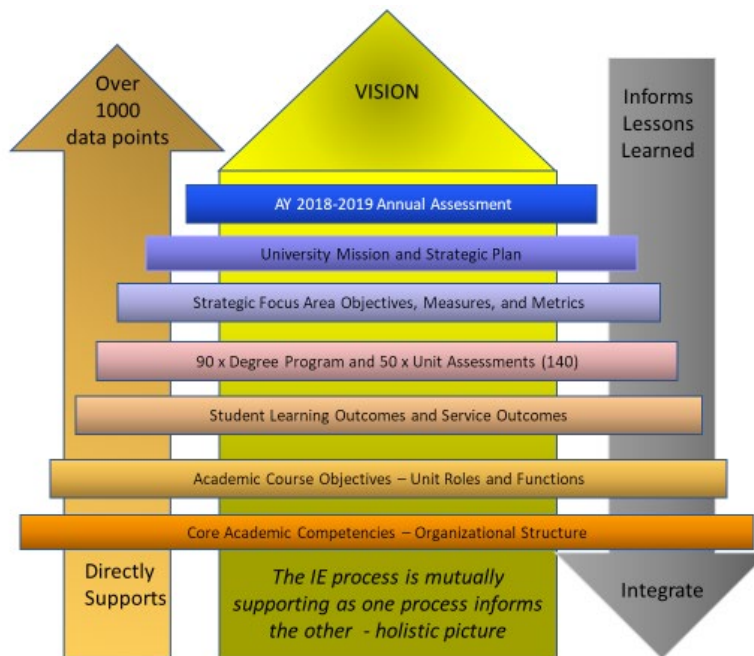 Over
1000
data points
VISION
Informs
Lessons
Learned
AY 2018-2019 Annual Assessment
University Mission and Strategic Plan
Strategic Focus Area Objectives, Measures, and Metrics
90 x Degree Program and 50 x Unit Assessments (140)
Student Learning Outcomes and Service Outcomes
Academic Course Objectives – Unit Roles and Functions
Core Academic Competencies – Organizational Structure
Directly
Supports
The IE process is mutually
supporting as one process informs
the other - holistic picture
Integrate